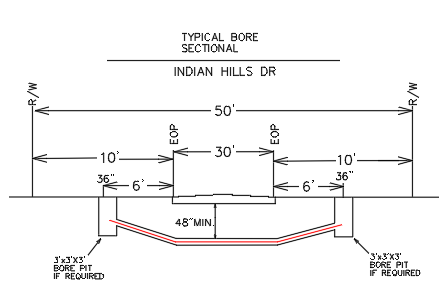 TYPICAL BORE
SECTIONAL
INDIAN HILLS DR
R/W
R/W
50'
EOP
EOP
10'
30'
10'
36"
6'
6'
36"
48"MIN.
3'x3'X3'
BORE PIT
IF REQUIRED
3'x3'X3'
BORE PIT
IF REQUIRED